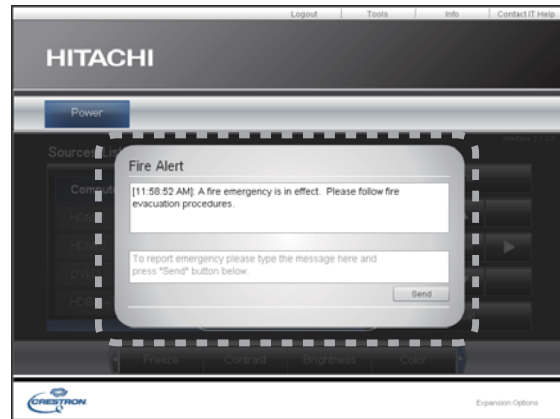 Logout Tools Info Contact IT Help
HITACHI
Power
Sources List
Fire Alert
[11:58:52 AM]: A fire emergency is in effect. Please follow fire
evacuation procedures.
To report emergency please type the message here and
press "Send" button below.
Send
Freeze Contrast Brightness Color
CRESTRON
Expansion Options